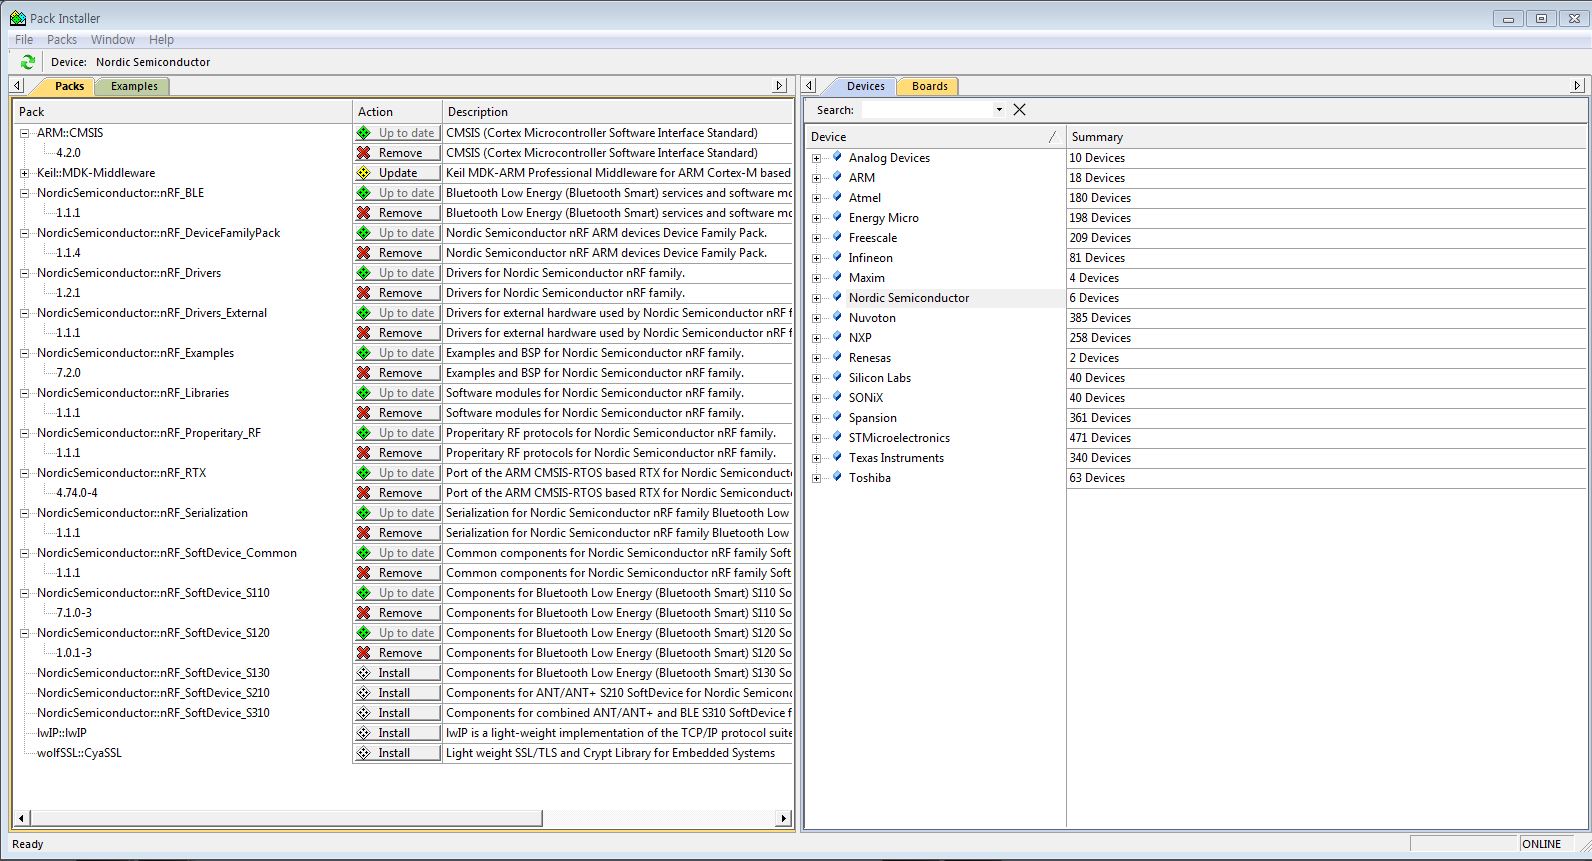 Pack Installer
File Packs Window Help
Device: Nordic Semiconductor
Packs Examples
Pack Action Description
ARM::CMSIS Up to date CMSIS (Cortex Microcontroller Software Interface Standard)
4.2.0 Remove CMSIS (Cortex Microcontroller Software Interface Standard)
Keil::MDK-Middleware Update Keil MDK-ARM Professional Middleware for ARM Cortex-M based
NordicSemiconductor::nRF_BLE Up to date Bluetooth Low Energy (Bluetooth Smart) services and software mo
1.1.1 Remove Bluetooth Low Energy (Bluetooth Smart) services and software mo
NordicSemiconductor::nRF_DeviceFamilyPack Up to date Nordic Semiconductor nRF ARM devices Device Family Pack.
1.1.4 Remove Nordic Semiconductor nRF ARM devices Device Family Pack.
NordicSemiconductor::nRF_Drivers Up to date Drivers for Nordic Semiconductor nRF family.
1.2.1 Remove Drivers for Nordic Semiconductor nRF family.
NordicSemiconductor::nRF_Drivers_External Up to date Drivers for external hardware used by Nordic Semiconductor nRF f
1.1.1 Remove Drivers for external hardware used by Nordic Semiconductor nRF f
NordicSemiconductor::nRF_Examples Up to date Examples and BSP for Nordic Semiconductor nRF family.
7.2.0 Remove Examples and BSP for Nordic Semiconductor nRF family.
NordicSemiconductor::nRF_Libraries Up to date Software modules for Nordic Semiconductor nRF family.
1.1.1 Remove Software modules for Nordic Semiconductor nRF family.
NordicSemiconductor::nRF_Properitary_RF Up to date Properitary RF protocols for Nordic Semiconductor nRF family.
1.1.1 Remove Properitary RF protocols for Nordic Semiconductor nRF family.
NordicSemiconductor::nRF_RTX Up to date Port of the ARM CMSIS-RTOS based RTX for Nordic Semiconducto
4.74.0-4 Remove Port of the ARM CMSIS-RTOS based RTX for Nordic Semiconducto
NordicSemiconductor::nRF_Serialization Up to date Serialization for Nordic Semiconductor nRF family Bluetooth Low
1.1.1 Remove Serialization for Nordic Semiconductor nRF family Bluetooth Low
NordicSemiconductor::nRF_SoftDevice_Common Up to date Common components for Nordic Semiconductor nRF family Soft
1.1.1 Remove Common components for Nordic Semiconductor nRF family Soft
NordicSemiconductor::nRF_SoftDevice_S110 Up to date Components for Bluetooth Low Energy (Bluetooth Smart) S110 So
7.1.0-3 Remove Components for Bluetooth Low Energy (Bluetooth Smart) S110 So
NordicSemiconductor::nRF_SoftDevice_S120 Up to date Components for Bluetooth Low Energy (Bluetooth Smart) S120 So
1.0.1-3 Remove Components for Bluetooth Low Energy (Bluetooth Smart) S120 So
NordicSemiconductor::nRF_SoftDevice_S130 Install Components for Bluetooth Low Energy (Bluetooth Smart) S130 So
NordicSemiconductor::nRF_SoftDevice_S210 Install Components for ANT/ANT+ S210 SoftDevice for Nordic Semicond
NordicSemiconductor::nRF_SoftDevice_S310 Install Components for combined ANT/ANT+ and BLE S310 SoftDevice f
lwIP::lwIP Install lwIP is a light-weight implementation of the TCP/IP protocol suite
wolfSSL::CyaSSL Install Light weight SSL/TLS and Crypt Library for Embedded Systems
Devices Boards
Search:
Device Summary
Analog Devices 10 Devices
ARM 18 Devices
Atmel 180 Devices
Energy Micro 198 Devices
Freescale 209 Devices
Infineon 81 Devices
Maxim 4 Devices
Nordic Semiconductor 6 Devices
Nuvoton 385 Devices
NXP 258 Devices
Renesas 2 Devices
Silicon Labs 40 Devices
SONiX 40 Devices
Spansion 361 Devices
STMicroelectronics 471 Devices
Texas Instruments 340 Devices
Toshiba 63 Devices
Ready ONLINE